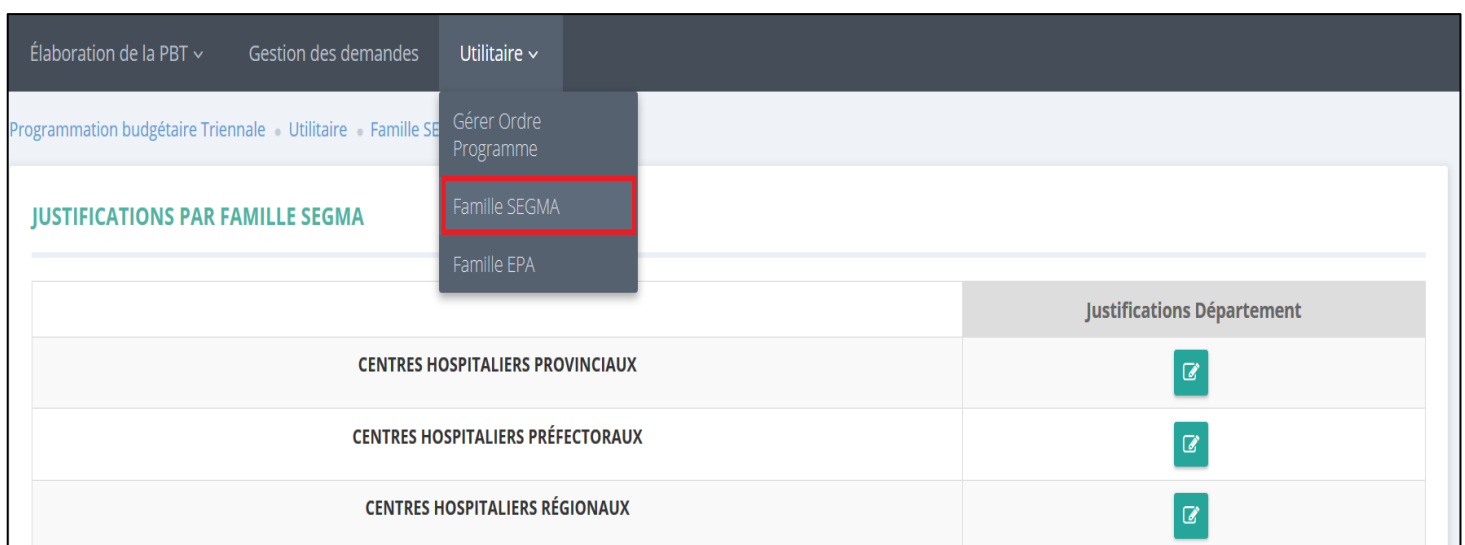 Élaboration de la PBT Gestion des demandes Utilitaire
Programmation budgétaire Triennale • Utilitaire • Famille SE
Gérer Ordre
Programme
Famille SEGMA
Famille EPA
JUSTIFICATIONS PAR FAMILLE SEGMA
Justifications Département
CENTRES HOSPITALIERS PROVINCIAUX
CENTRES HOSPITALIERS PRÉFECTORAUX
CENTRES HOSPITALIERS RÉGIONAUX